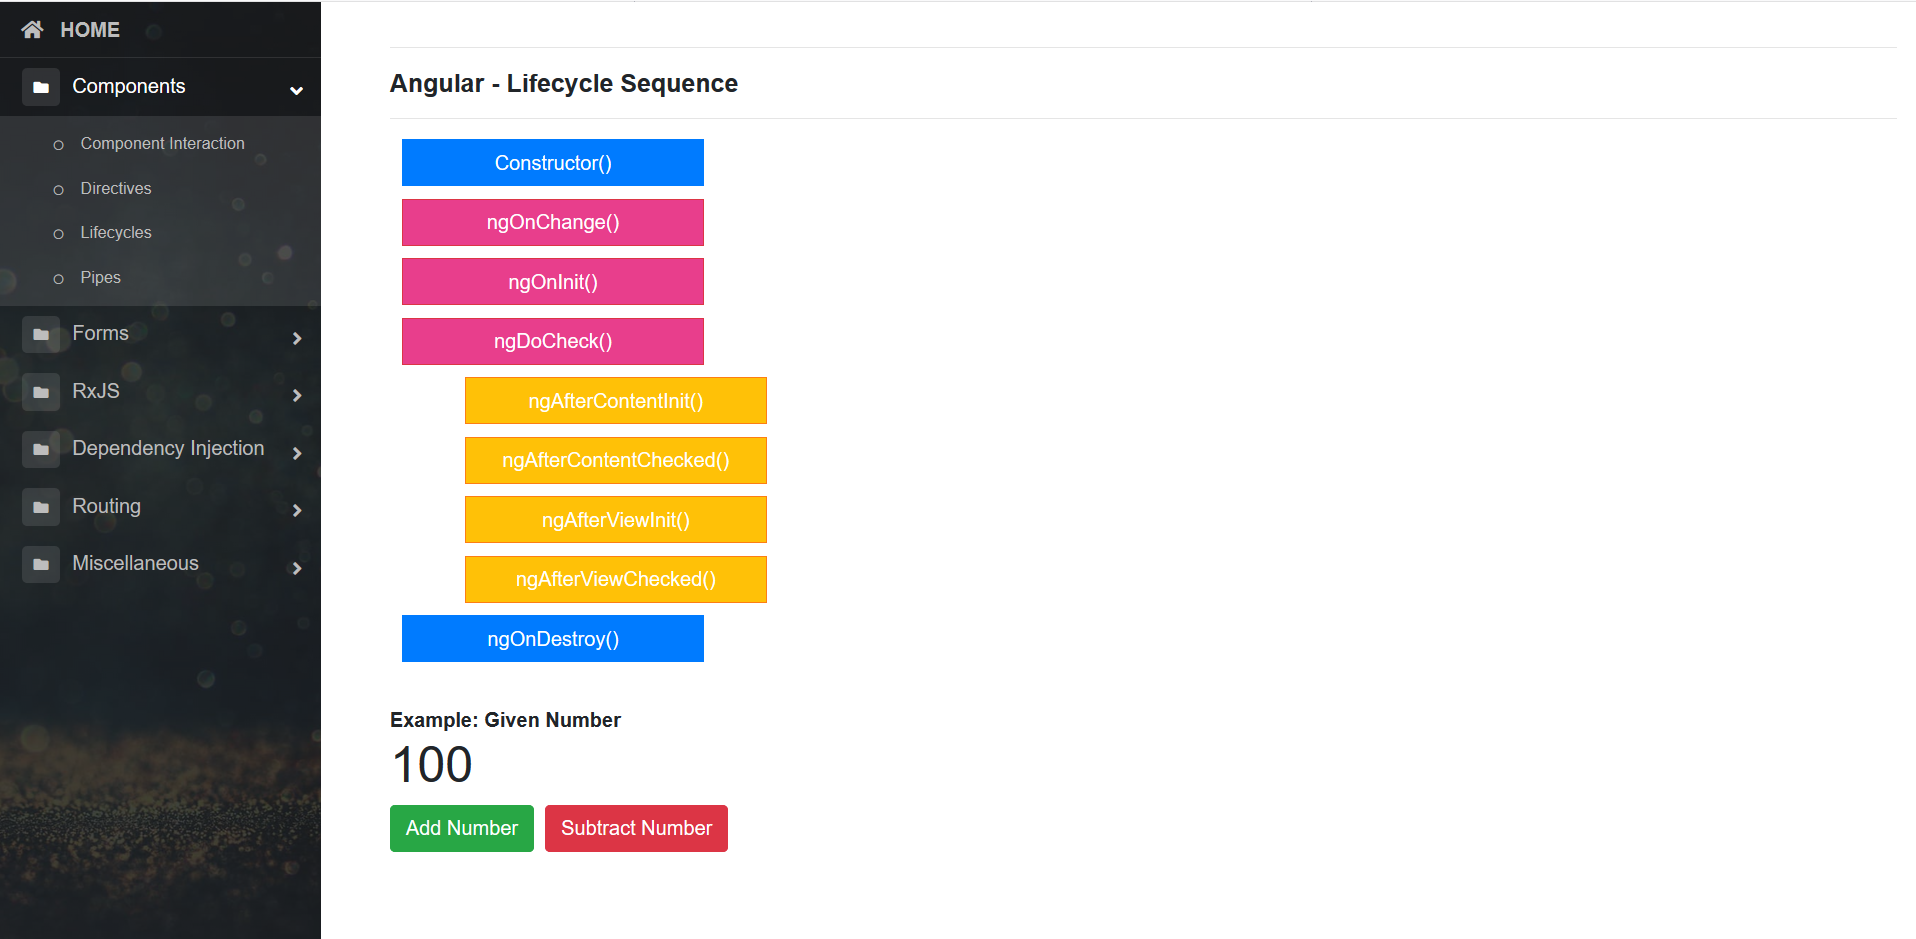 HOME
Components
Component Interaction
Directives
Lifecycles
Pipes
Forms
RxJS
Dependency Injection
Routing
Miscellaneous
Angular - Lifecycle Sequence
Constructor()
ngOnChange()
ngOnInit()
ngDoCheck()
ngAfterContentInit()
ngAfterContentChecked()
ngAfterViewInit()
ngAfterViewChecked()
ngOnDestroy()
Example: Given Number
100
Add Number Subtract Number